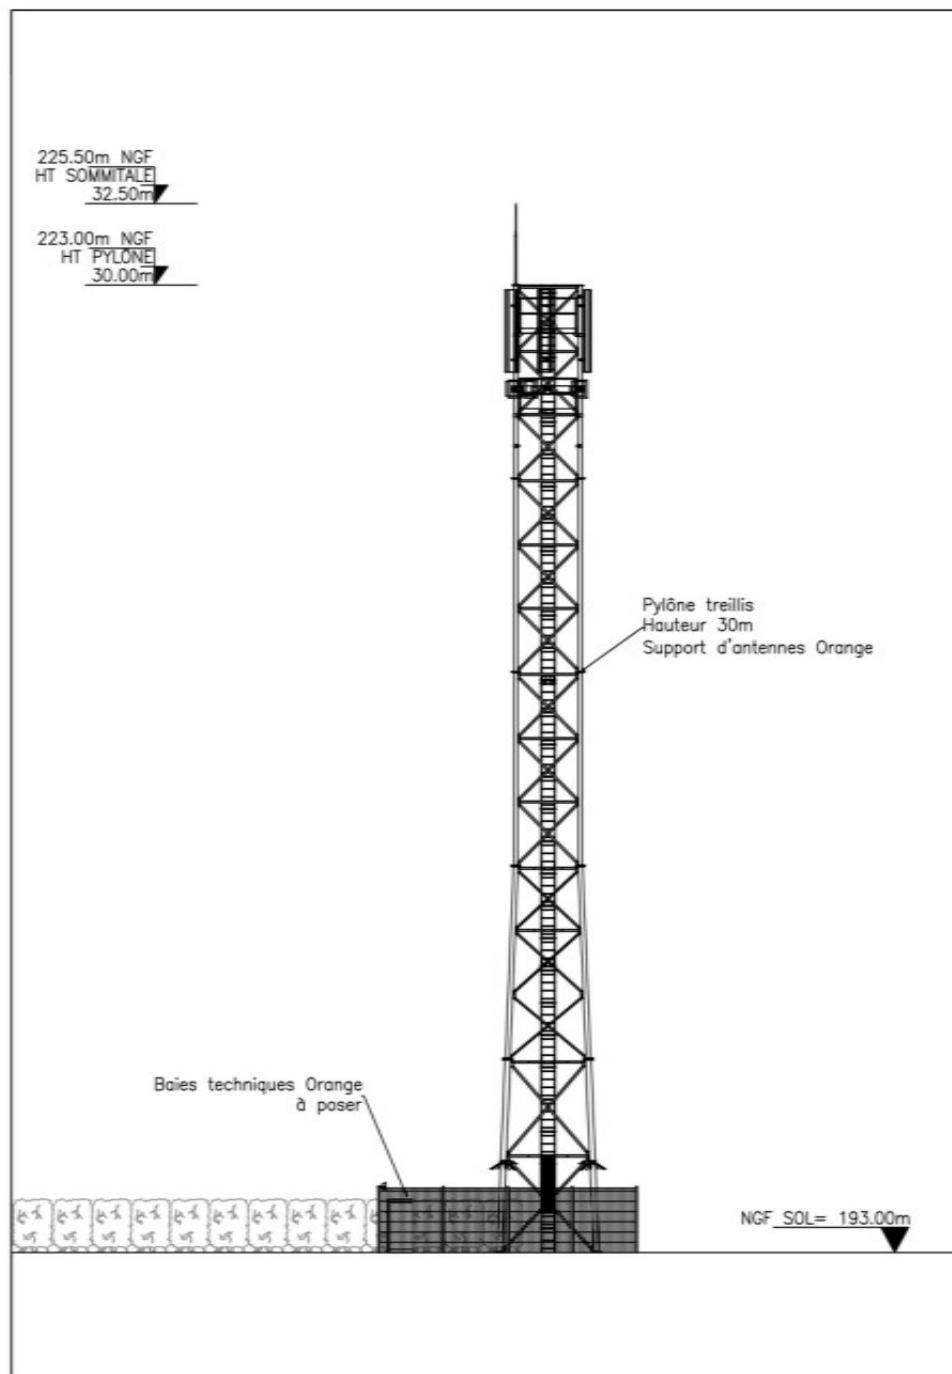 225.50m NGF
HT SOMMITALE
32.50m
223.00m NGF
HT PYLÔNE
30.00m
Pylône treillis
Hauteur 30m
Support d'antennes Orange
Baies techniques Orange
à poser
NGF SOL= 193.00m